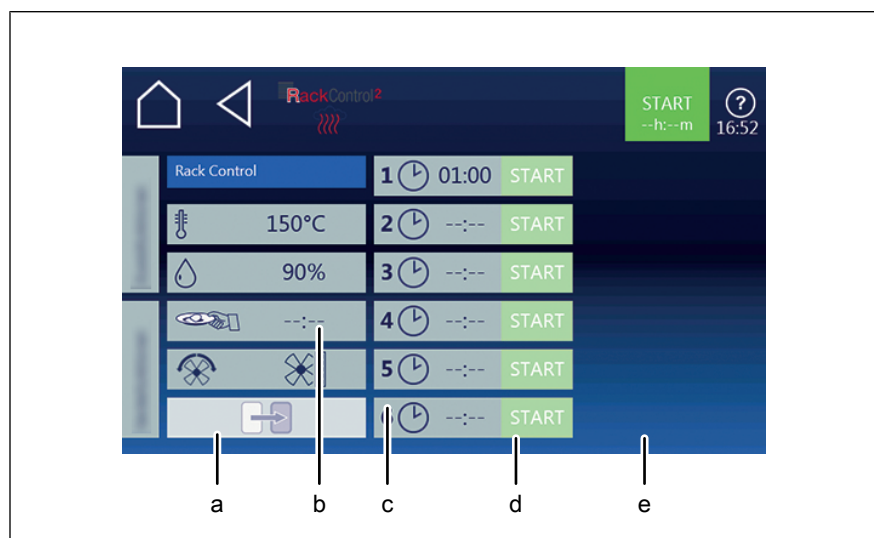 RackControl²
START
--h:--m
16:52
Rack Control
1 01:00 START
150°C
2 --:-- START
90%
3 --:-- START
--:--
4 --:-- START
5 --:-- START
6 --:-- START
a b c d e